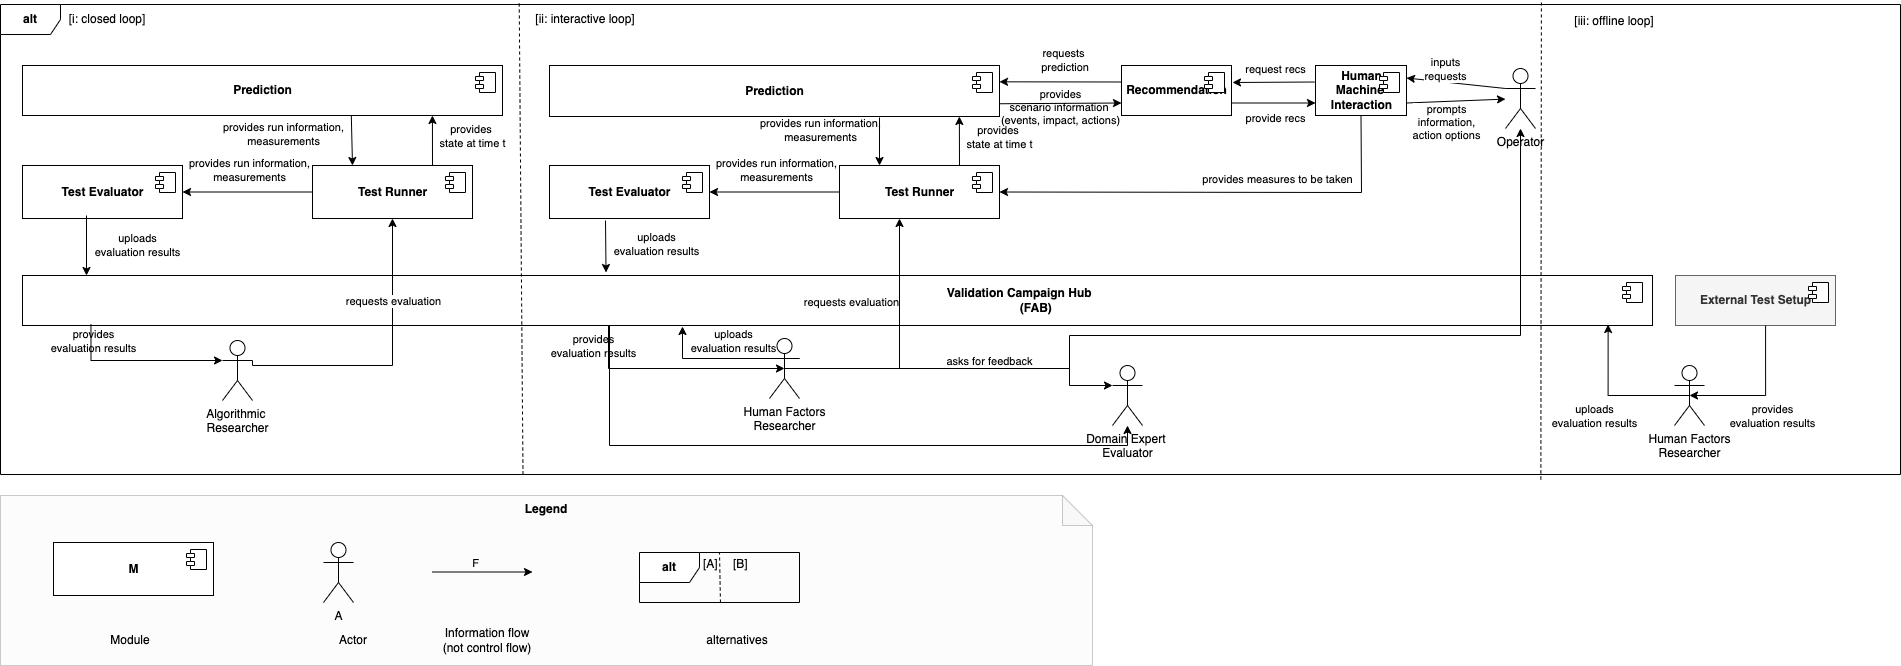 alt
[i: closed loop]
[ii: interactive loop]
[iii: offline loop]
Prediction
provides run information,
measurements
provides
state at time t
Test Evaluator
provides run information,
measurements
Test Runner
uploads
evaluation results
requests evaluation
provides
evaluation results
Algorithmic
Researcher
Prediction
requests
prediction
provides
scenario information
(events, impact, actions)
Recommendation
request recs
provide recs
Human
Machine
Interaction
inputs
requests
prompts
information,
action options
Operator
provides run information,
measurements
provides
state at time t
Test Evaluator
provides run information,
measurements
Test Runner
provides measures to be taken
uploads
evaluation results
requests evaluation
Validation Campaign Hub
(FAB)
provides
evaluation results
uploads
evaluation results
Human Factors
Researcher
asks for feedback
Domain Expert
Evaluator
External Test Setup
uploads
evaluation results
provides
evaluation results
Human Factors
Researcher
Legend
M
Module
A
Actor
F
Information flow
(not control flow)
alt
[A]
[B]
alternatives